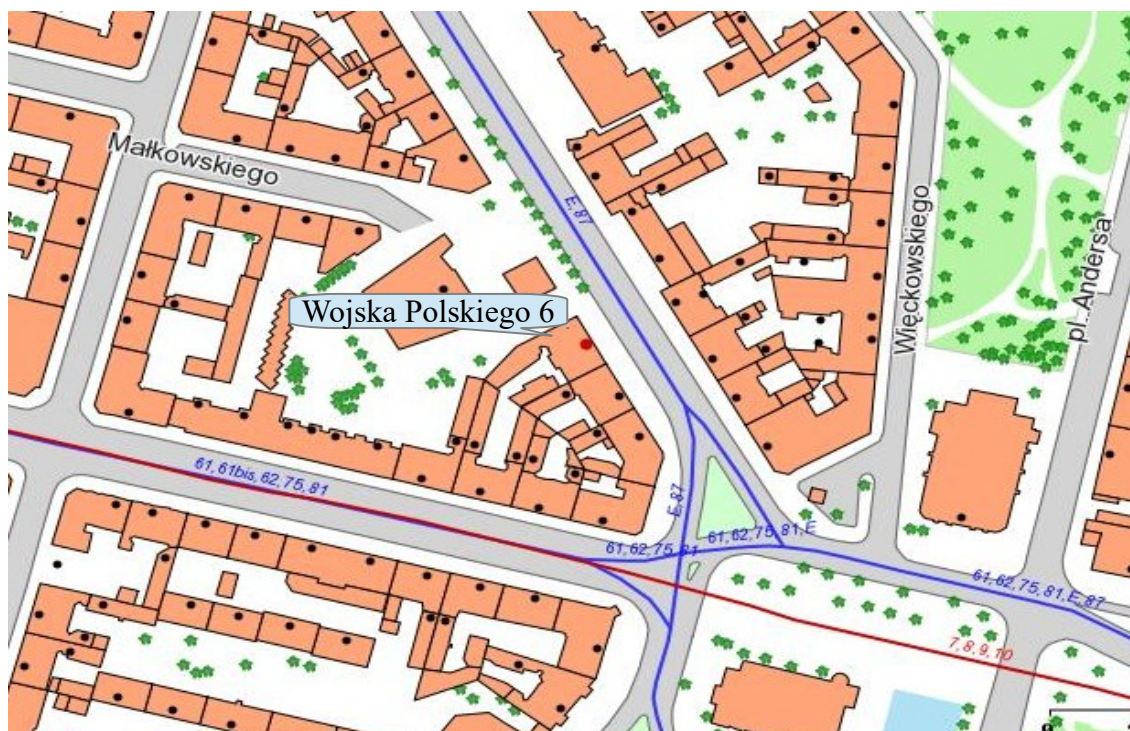 E,87
Małkowskiego
Więckowskiego
pl. Andersa
Wojska Polskiego 6
61,61bis,62,75,81
E,87
61,62,75,81,E
61,62,75,81
61,62,75,81,E,87
7,8,9,10